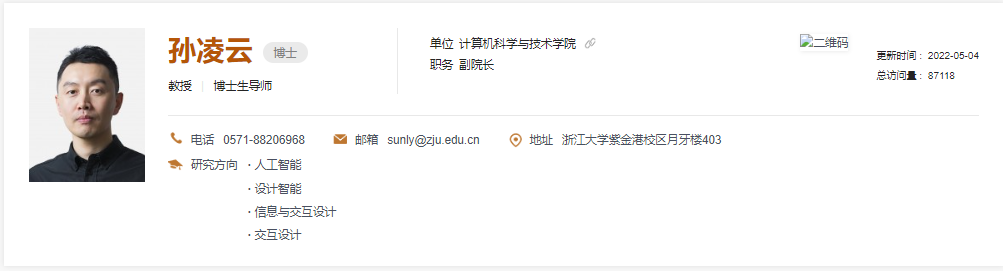 孙凌云 博士
教授 | 博士生导师
单位 计算机科学与技术学院
职务 副院长
二维码
更新时间： 2022-05-04
总访问量： 87118
电话 0571-88206968 邮箱 sunly@zju.edu.cn 地址 浙江大学紫金港校区月牙楼403
研究方向 · 人工智能
· 设计智能
· 信息与交互设计
· 交互设计